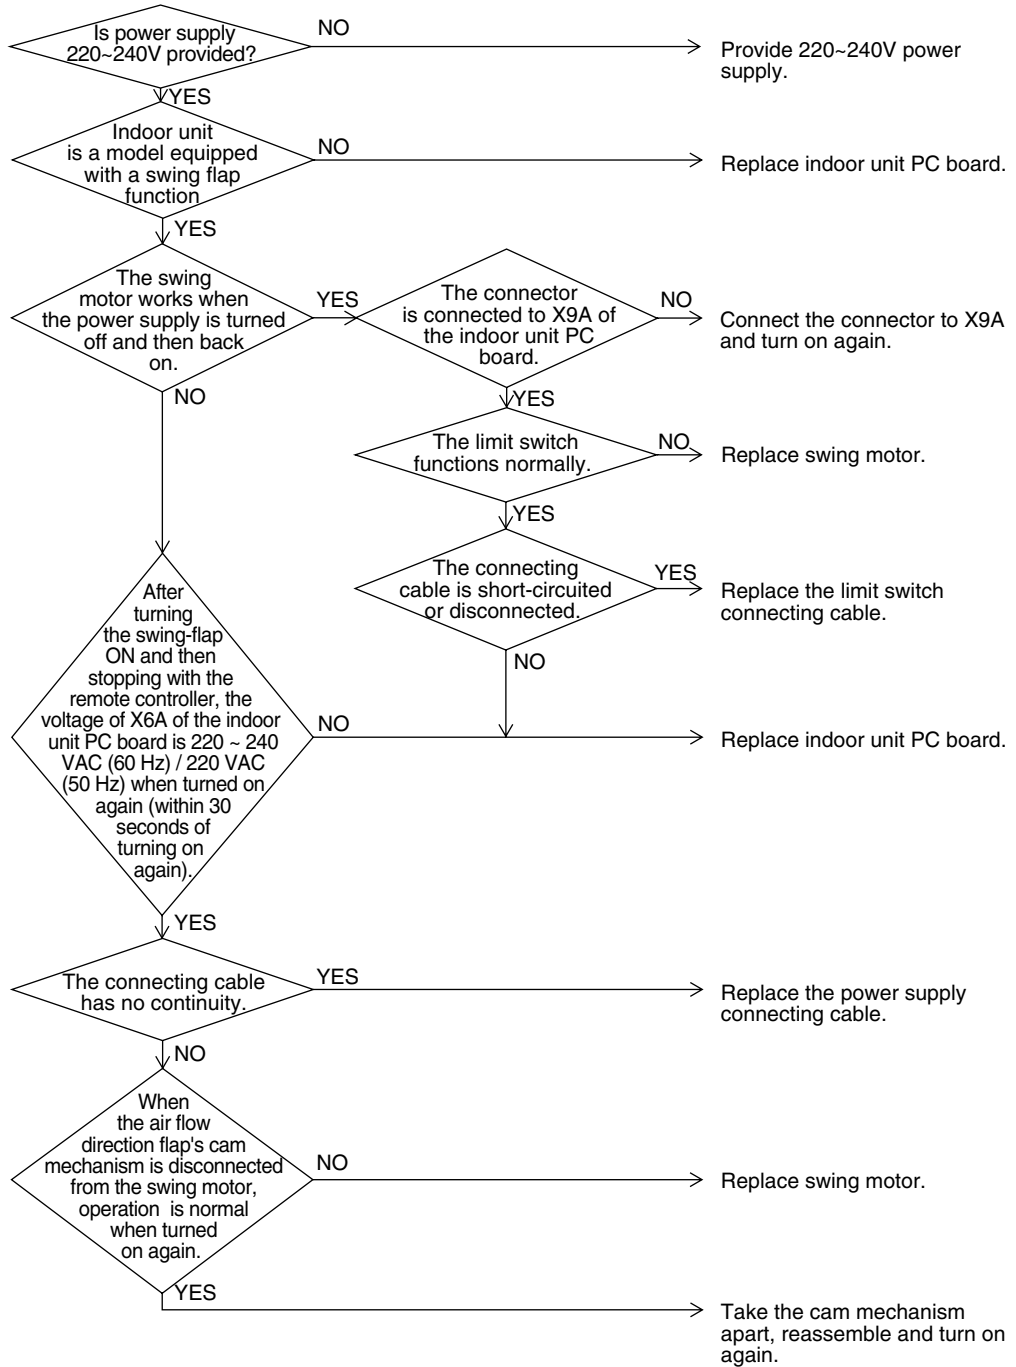 Is power supply
220~240V provided?
NO
Provide 220~240V power
supply.
YES
Indoor unit
is a model equipped
with a swing flap
function
NO
Replace indoor unit PC board.
YES
The swing
motor works when
the power supply is turned
off and then back
on.
YES
The connector
is connected to X9A of
the indoor unit PC
board.
NO
Connect the connector to X9A
and turn on again.
NO
YES
The limit switch
functions normally.
NO
Replace swing motor.
YES
The connecting
cable is short-circuited
or disconnected.
YES
Replace the limit switch
connecting cable.
NO
After
turning
the swing-flap
ON and then
stopping with the
remote controller, the
voltage of X6A of the indoor
unit PC board is 220 ~ 240
VAC (60 Hz) / 220 VAC
(50 Hz) when turned on
again (within 30
seconds of
turning on
again).
NO
Replace indoor unit PC board.
YES
The connecting cable
has no continuity.
YES
Replace the power supply
connecting cable.
NO
When
the air flow
direction flap's cam
mechanism is disconnected
from the swing motor,
operation is normal
when turned
on again.
NO
Replace swing motor.
YES
Take the cam mechanism
apart, reassemble and turn on
again.